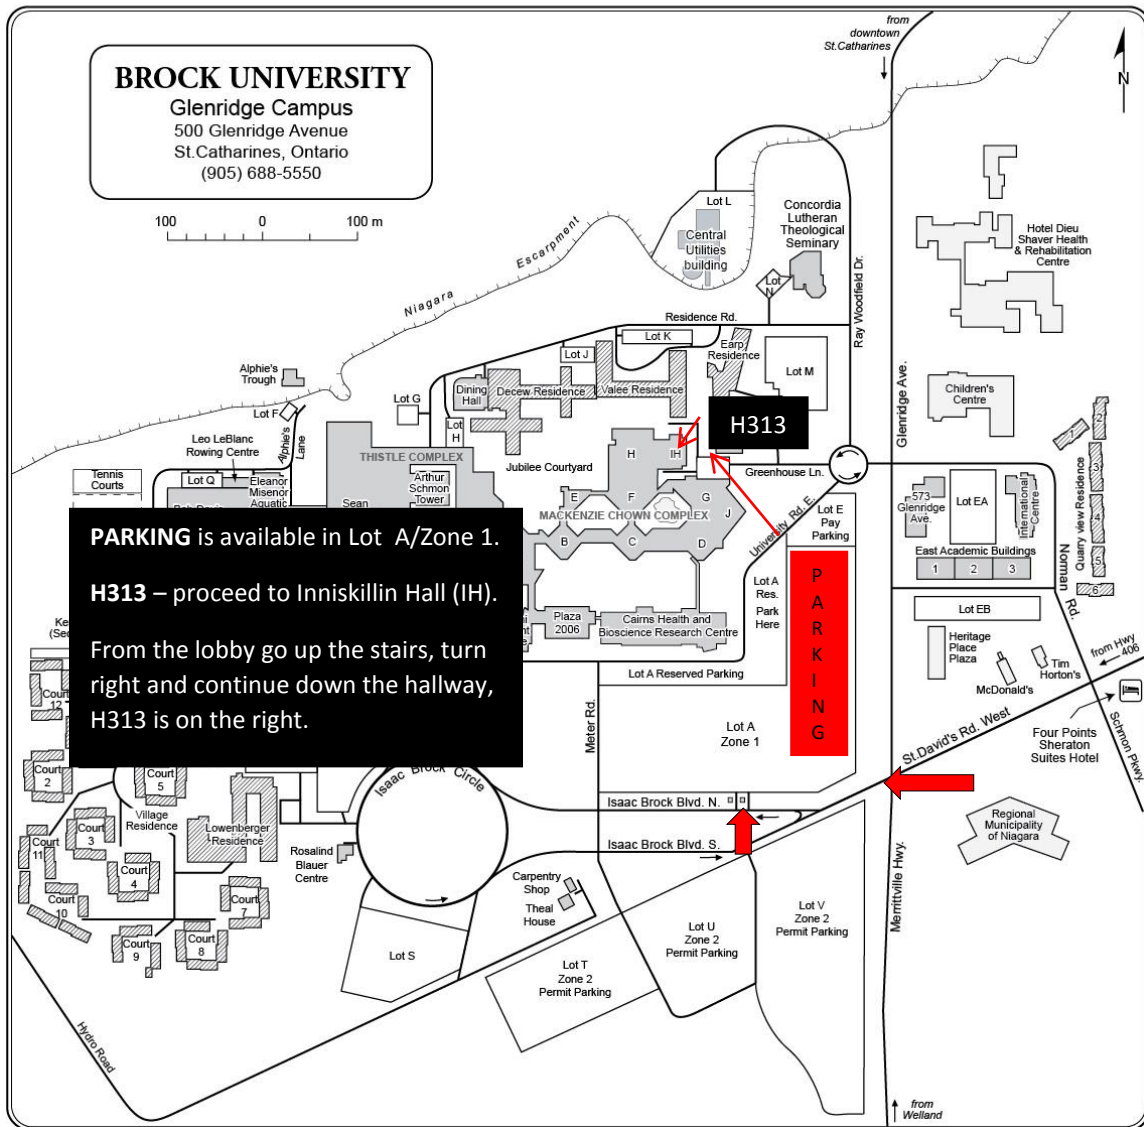 BROCK UNIVERSITY
Glenridge Campus
500 Glenridge Avenue
St.Catharines, Ontario
(905) 688-5550
100 0 100 m
from
downtown
St.Catharines
N
Niagara
Escarpment
Lot L
Central
Utilities
building
Concordia
Lutheran
Theological
Seminary
Lot
N
Ray Woodfield Dr.
Glenridge Ave.
Hotel Dieu
Shaver Health
& Rehabilitation
Centre
Residence Rd.
Lot K
Earp
Residence
Lot M
Lot J
Alphie's
Trough
Dining
Hall
Decew Residence
Valee Residence
Children's
Centre
Lot F
Alphie's
Lane
Lot G
Lot
H
H313
Leo LeBlanc
Rowing Centre
THISTLE COMPLEX
H
IH
Jubilee Courtyard
Greenhouse Ln.
Tennis
Courts
Lot Q
Eleanor
Misenor
Aquatic
Arthur
Schmon
Tower
Sean
E
F
G
J
MACKENZIE CHOWN COMPLEX
B
C
D
University Rd. E.
Lot E
Pay
Parking
573
Glenridge
Ave.
Lot EA
International
Centre
Quarry view Residence
1
2
3
4
5
6
East Academic Buildings
1 2 3
Norman
Rd.
PARKING is available in Lot A/Zone 1.
H313 – proceed to Inniskillin Hall (IH).
From the lobby go up the stairs, turn
right and continue down the hallway,
H313 is on the right.
Plaza
2006
Cairns Health and
Bioscience Research Centre
Lot A
Res.
Park
Here
PARKING
Lot EB
Heritage
Place
Plaza
McDonald's
Tim
Horton's
from Hwy
406
Lot A Reserved Parking
Meter Rd.
Lot A
Zone 1
St.David's Rd. West
Four Points
Sheraton
Suites Hotel
Schmon Pkwy.
Court
12
Court
2
Court
5
Village
Residence
Court
3
Court
11
Court
4
Court
10
Court
7
Court
8
Court
9
Lowenberger
Residence
Rosalind
Blauer
Centre
Isaac Brock Circle
Isaac Brock Blvd. N.
Isaac Brock Blvd. S.
Regional
Municipality
of Niagara
Merrittville Hwy.
Carpentry
Shop
Theal
House
Lot S
Lot T
Zone 2
Permit Parking
Lot U
Zone 2
Permit Parking
Lot V
Zone 2
Permit Parking
Hydro Road
from
Welland